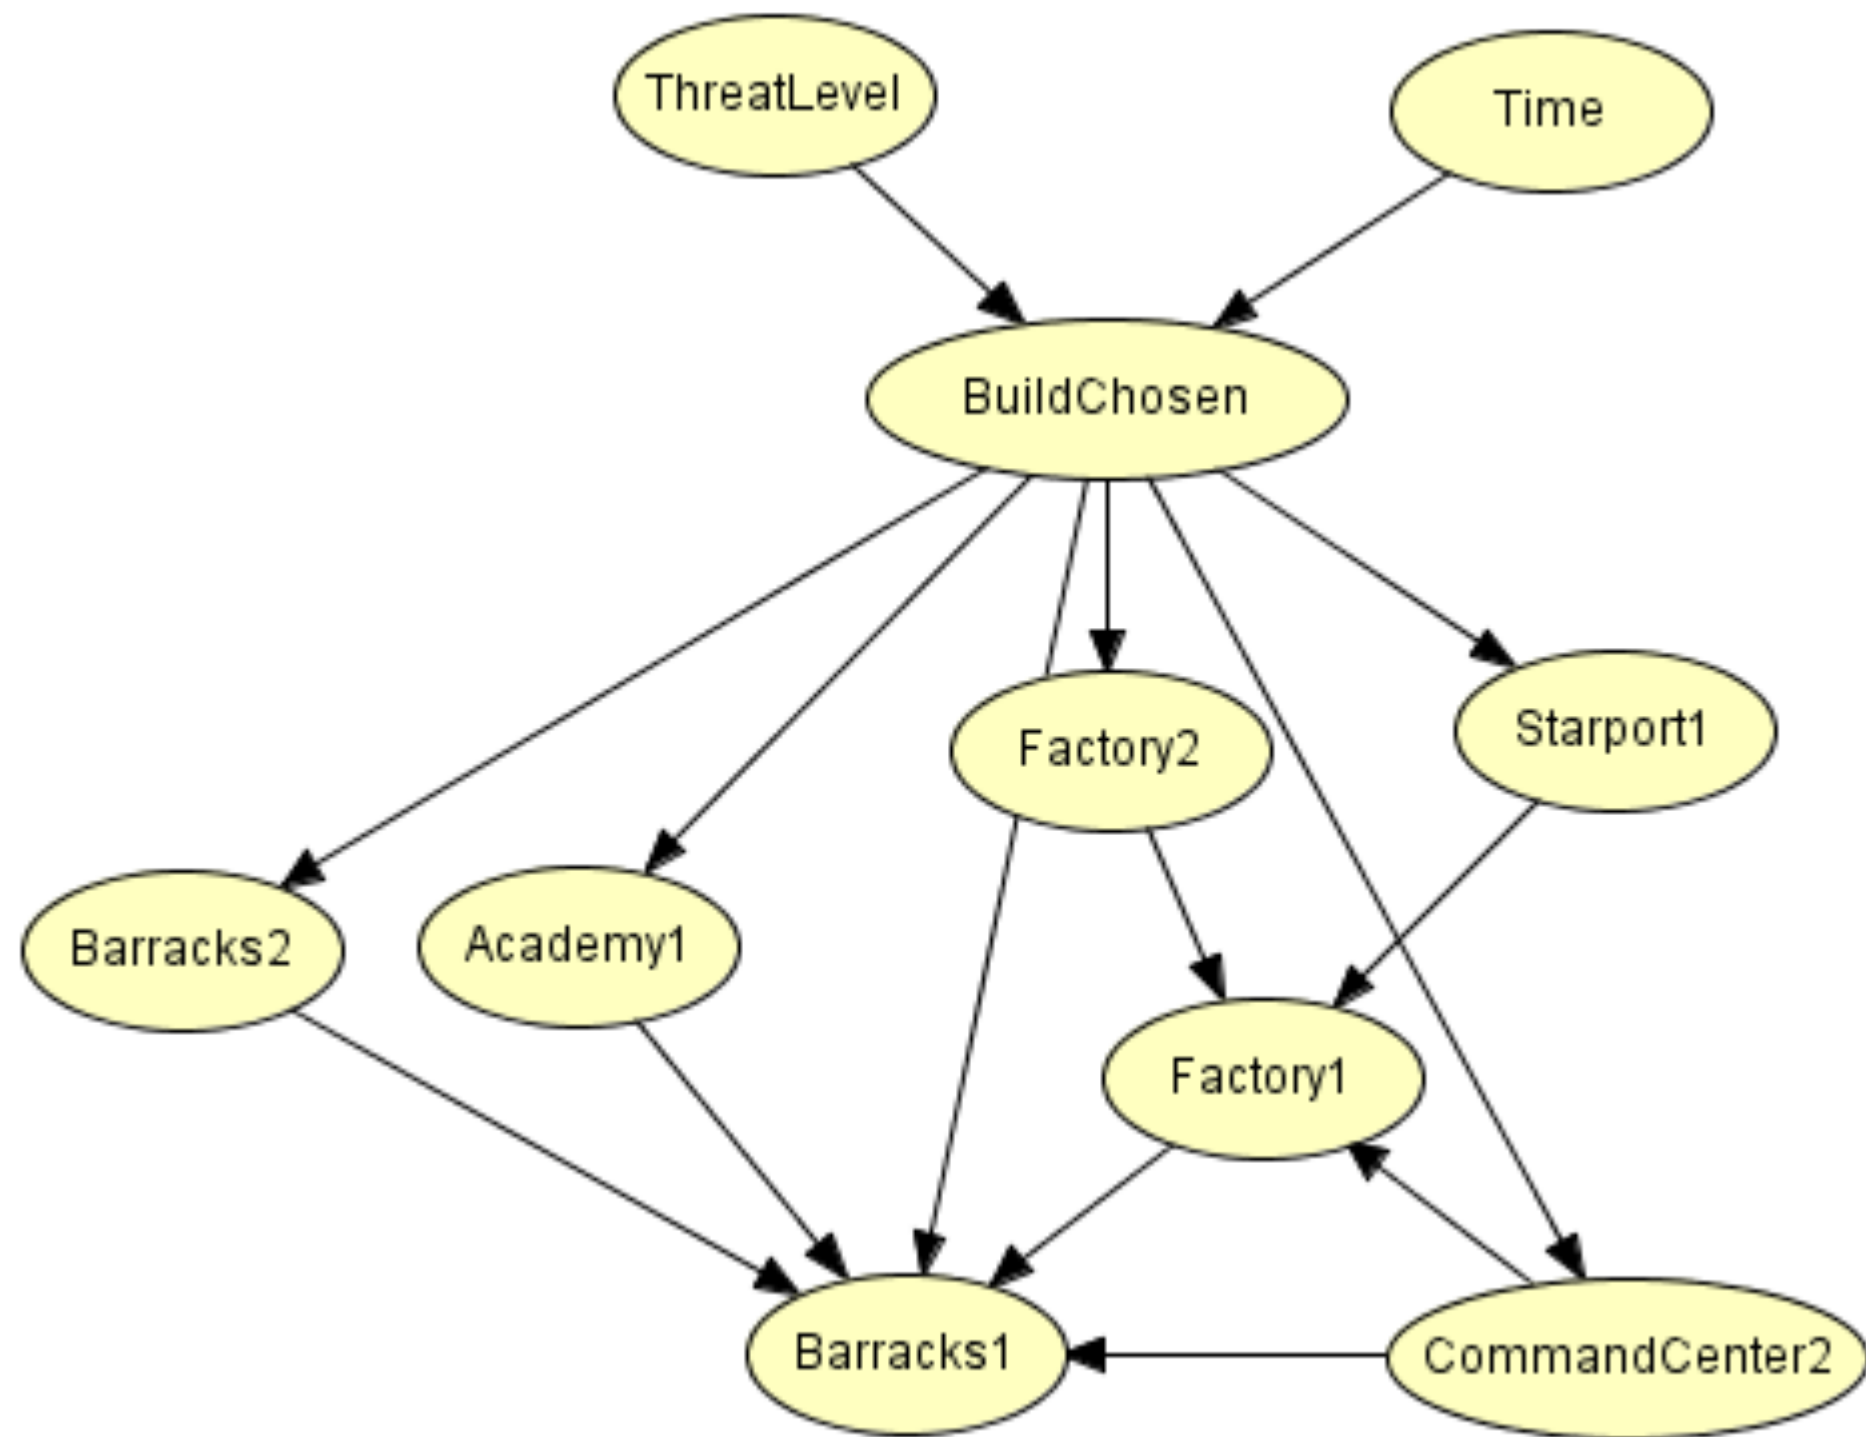 ThreatLevel
Time
BuildChosen
Factory2
Starport1
Barracks2
Academy1
Factory1
Barracks1
CommandCenter2